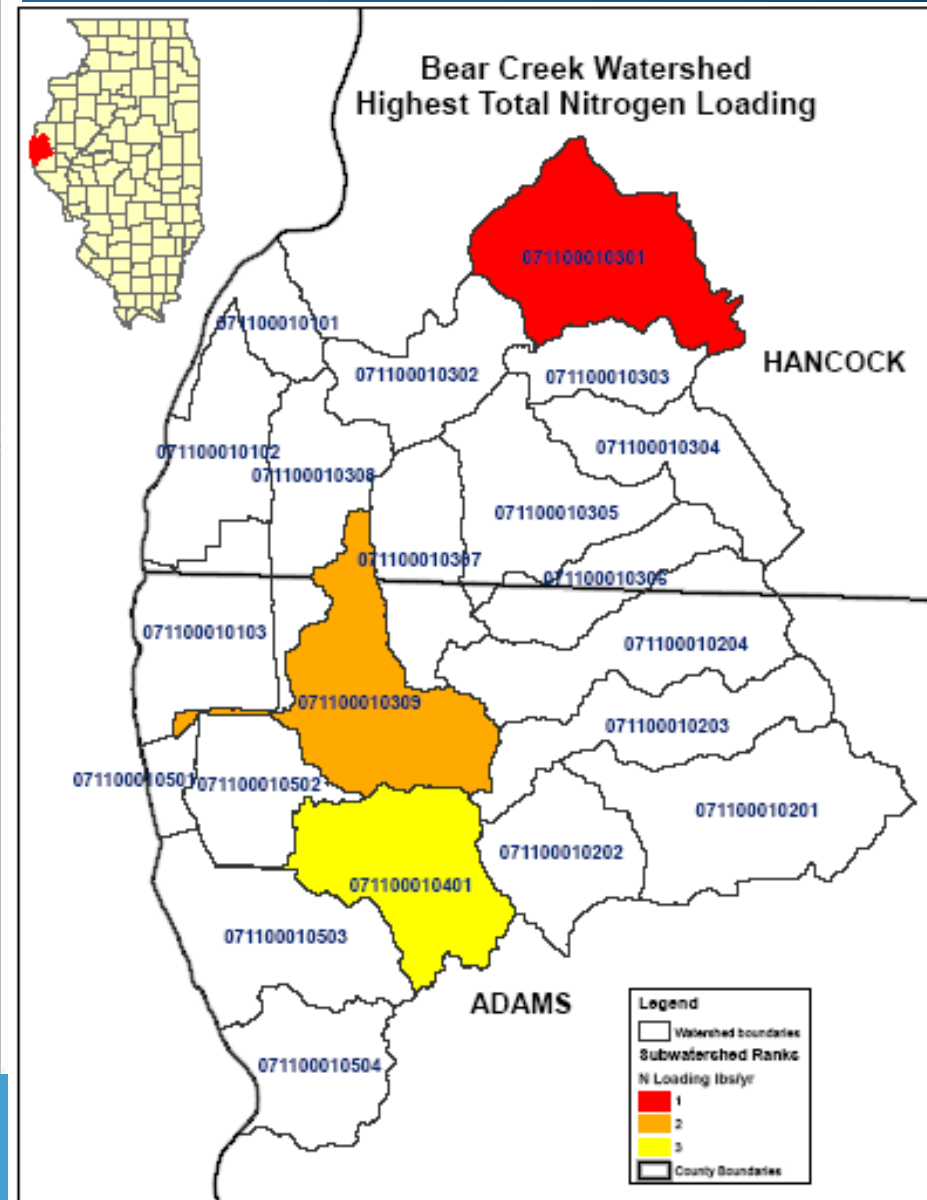 Bear Creek Watershed
Highest Total Nitrogen Loading
071100010301
071100010101
HANCOCK
071100010302
071100010303
071100010304
071100010102
071100010308
071100010305
071100010307
071100010306
071100010103
071100010204
071100010309
071100010203
071100010501
071100010502
071100010201
071100010202
071100010401
071100010503
ADAMS
071100010504
Legend
Watershed boundaries
Subwatershed Ranks
N Loading lbs/yr
1
2
3
County Boundaries